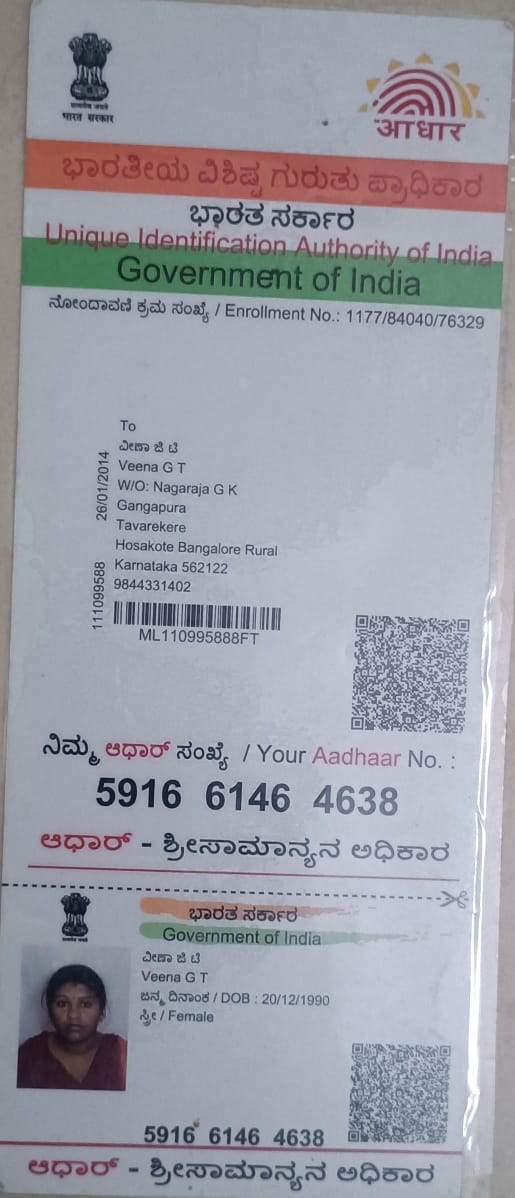 सत्यमेव जयते
भारत सरकार
आधार
ಭಾರತೀಯ ವಿಶಿಷ್ಟ ಗುರುತು ಪ್ರಾಧಿಕಾರ
ಭಾರತ ಸರ್ಕಾರ
Unique Identification Authority of India
Government of India
ನೋಂದಾವಣಿ ಕ್ರಮ ಸಂಖ್ಯೆ / Enrollment No.: 1177/84040/76329
To
ವೀಣಾ ಜಿ ಟಿ
Veena G T
W/O: Nagaraja G K
Gangapura
Tavarekere
Hosakote Bangalore Rural
Karnataka 562122
9844331402
26/01/2014
111099588
ML110995888FT
ನಿಮ್ಮ ಆಧಾರ್ ಸಂಖ್ಯೆ / Your Aadhaar No. :
5916 6146 4638
ಆಧಾರ್ - ಶ್ರೀಸಾಮಾನ್ಯನ ಅಧಿಕಾರ
ಭಾರತ ಸರ್ಕಾರ
Government of India
ವೀಣಾ ಜಿ ಟಿ
Veena G T
ಜನ್ಮ ದಿನಾಂಕ / DOB : 20/12/1990
ಸ್ತ್ರೀ / Female
5916 6146 4638
ಆಧಾರ್ - ಶ್ರೀಸಾಮಾನ್ಯನ ಅಧಿಕಾರ